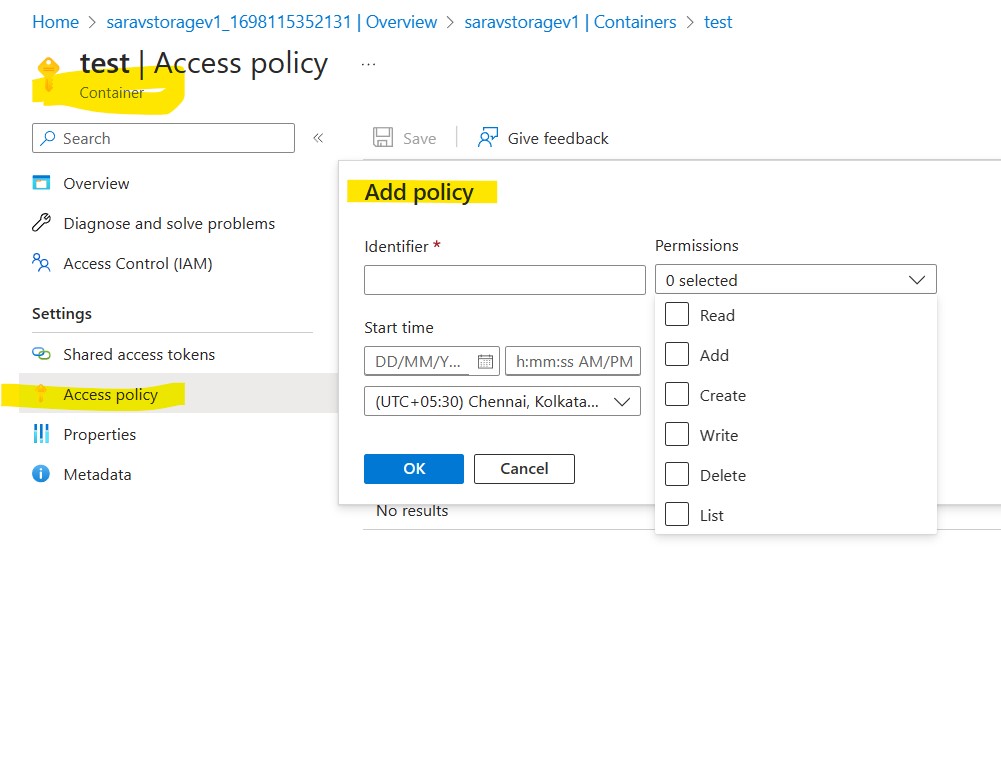 Home > saravstoragev1_1698115352131 | Overview > saravstoragev1 | Containers > test
test | Access policy ...
Container
Search
«
Save
Give feedback
Overview
Diagnose and solve problems
Access Control (IAM)
Settings
Shared access tokens
Access policy
Properties
Metadata
Add policy
Identifier *
Permissions
0 selected
Read
Add
Create
Write
Delete
List
Start time
DD/MM/Y... h:mm:ss AM/PM
(UTC+05:30) Chennai, Kolkata...
OK Cancel
No results